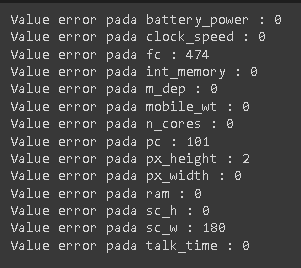 Value error pada battery_power : 0
Value error pada clock_speed : 0
Value error pada fc : 474
Value error pada int_memory : 0
Value error pada m_dep : 0
Value error pada mobile_wt : 0
Value error pada n_cores : 0
Value error pada pc : 101
Value error pada px_height : 2
Value error pada px_width : 0
Value error pada ram : 0
Value error pada sc_h : 0
Value error pada sc_w : 180
Value error pada talk_time : 0